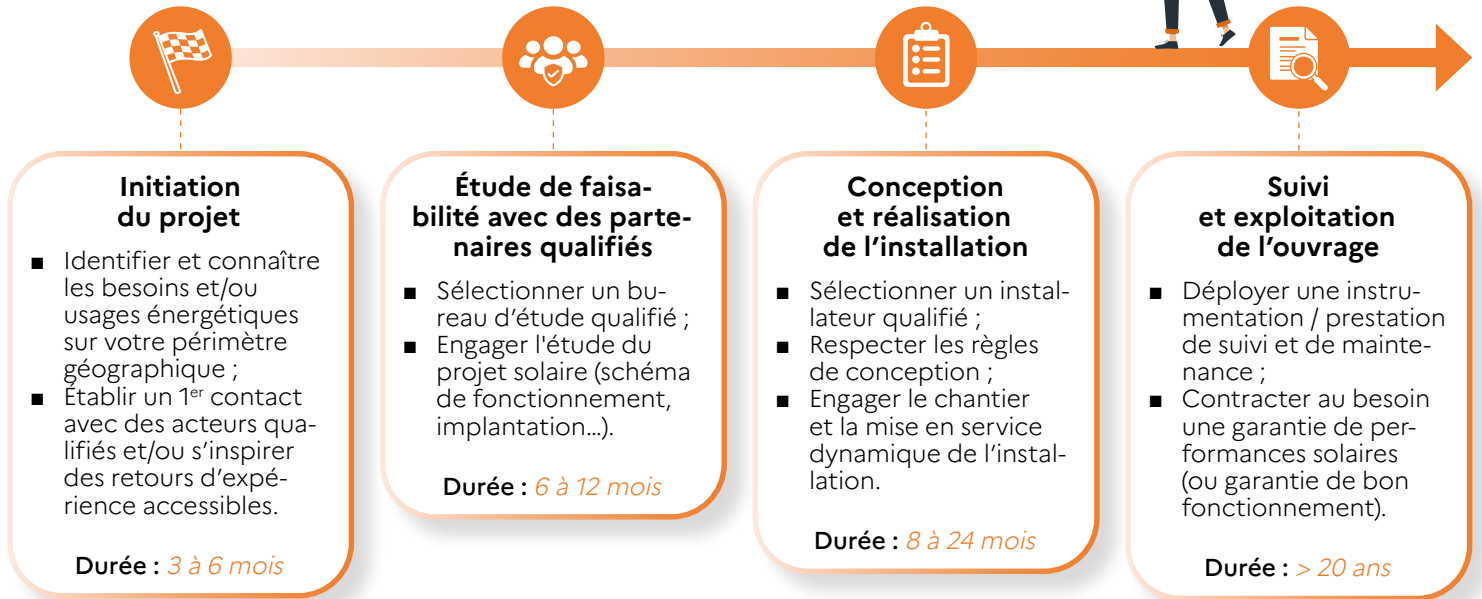 Initiation
du projet
■ Identifier et connaître
les besoins et/ou
usages énergétiques
sur votre périmètre
géographique ;
■ Établir un 1er contact
avec des acteurs qua-
lifiés et/ou s’inspirer
des retours d’expé-
rience accessibles.
Durée : 3 à 6 mois
Étude de faisa-
bilité avec des parte-
naires qualifiés
■ Sélectionner un bu-
reau d’étude qualifié ;
■ Engager l'étude du
projet solaire (schéma
de fonctionnement,
implantation…).
Durée : 6 à 12 mois
Conception
et réalisation
de l’installation
■ Sélectionner un instal-
lateur qualifié ;
■ Respecter les règles
de conception ;
■ Engager le chantier
et la mise en service
dynamique de l’instal-
lation.
Durée : 8 à 24 mois
Suivi
et exploitation
de l’ouvrage
■ Déployer une instru-
mentation / prestation
de suivi et de mainte-
nance ;
■ Contracter au besoin
une garantie de per-
formances solaires
(ou garantie de bon
fonctionnement).
Durée : > 20 ans